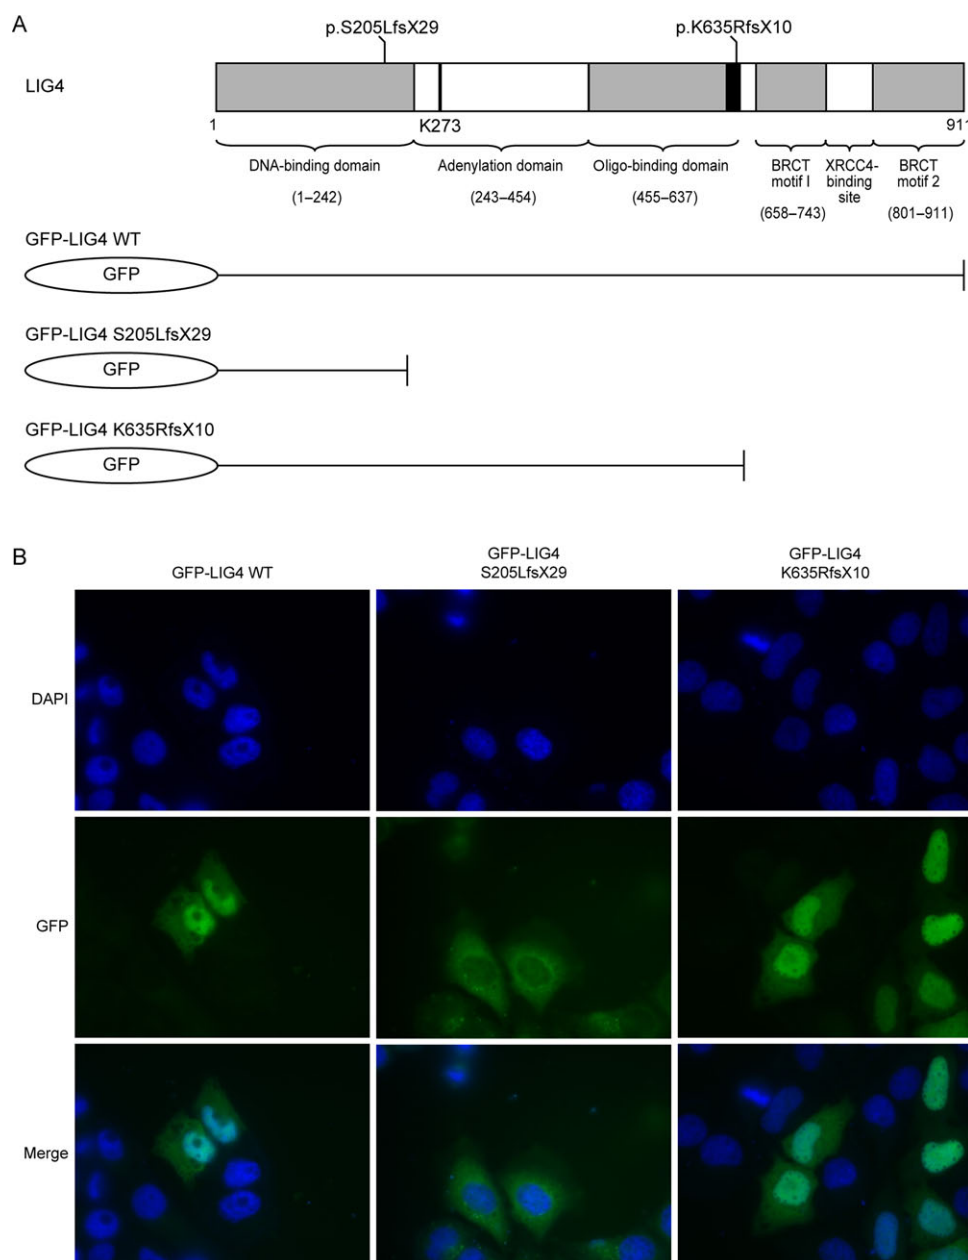 A
p.S205LfsX29
p.K635RfsX10
LIG4
1
K273
911
DNA-binding domain
(1–242)
Adenylation domain
(243–454)
Oligo-binding domain
(455–637)
BRCT
motif I
(658–743)
XRCC4-
binding
site
BRCT
motif 2
(801–911)
GFP-LIG4 WT
GFP
GFP-LIG4 S205LfsX29
GFP
GFP-LIG4 K635RfsX10
GFP
B
GFP-LIG4 WT
GFP-LIG4
S205LfsX29
GFP-LIG4
K635RfsX10
DAPI
GFP
Merge